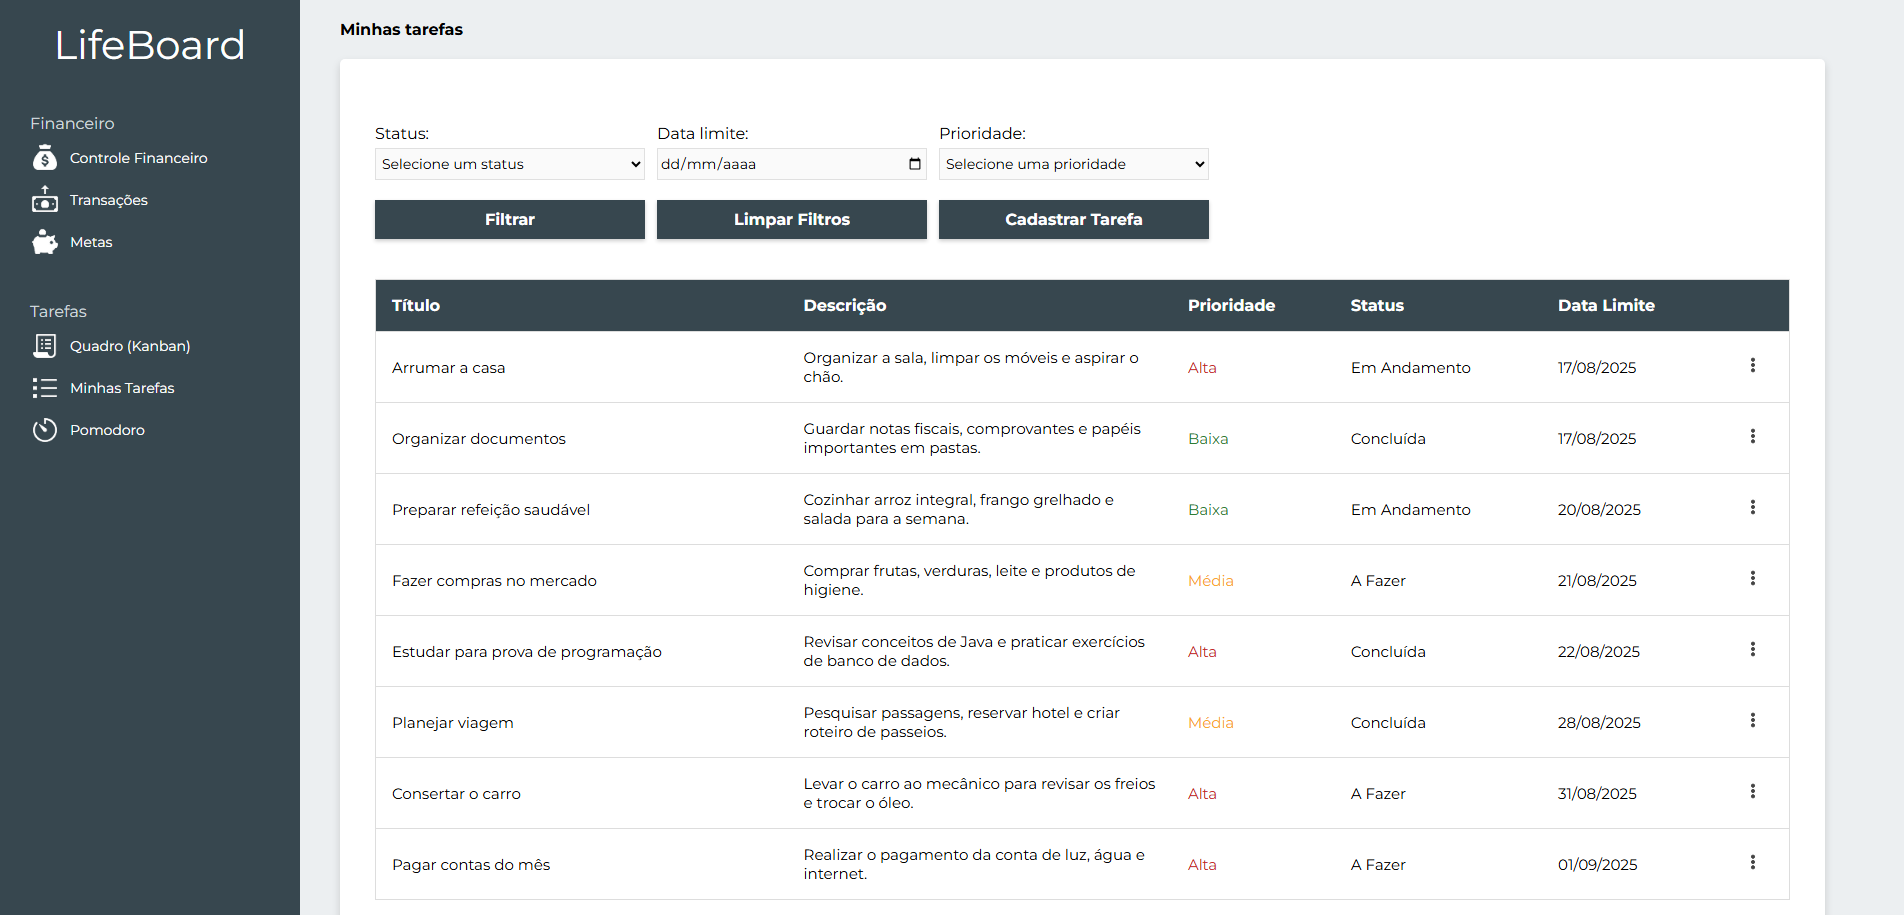 LifeBoard
Financeiro
Controle Financeiro
Transações
Metas
Tarefas
Quadro (Kanban)
Minhas Tarefas
Pomodoro
Minhas tarefas
Status: Data limite: Prioridade:
Selecione um status dd/mm/aaaa Selecione uma prioridade
Filtrar Limpar Filtros Cadastrar Tarefa
Título Descrição Prioridade Status Data Limite
Arrumar a casa Organizar a sala, limpar os móveis e aspirar o
chão. Alta Em Andamento 17/08/2025
Organizar documentos Guardar notas fiscais, comprovantes e papéis
importantes em pastas. Baixa Concluída 17/08/2025
Preparar refeição saudável Cozinhar arroz integral, frango grelhado e
salada para a semana. Baixa Em Andamento 20/08/2025
Fazer compras no mercado Comprar frutas, verduras, leite e produtos de
higiene. Média A Fazer 21/08/2025
Estudar para prova de programação Revisar conceitos de Java e praticar exercícios
de banco de dados. Alta Concluída 22/08/2025
Planejar viagem Pesquisar passagens, reservar hotel e criar
roteiro de passeios. Média Concluída 28/08/2025
Consertar o carro Levar o carro ao mecânico para revisar os freios
e trocar o óleo. Alta A Fazer 31/08/2025
Pagar contas do mês Realizar o pagamento da conta de luz, água e
internet. Alta A Fazer 01/09/2025